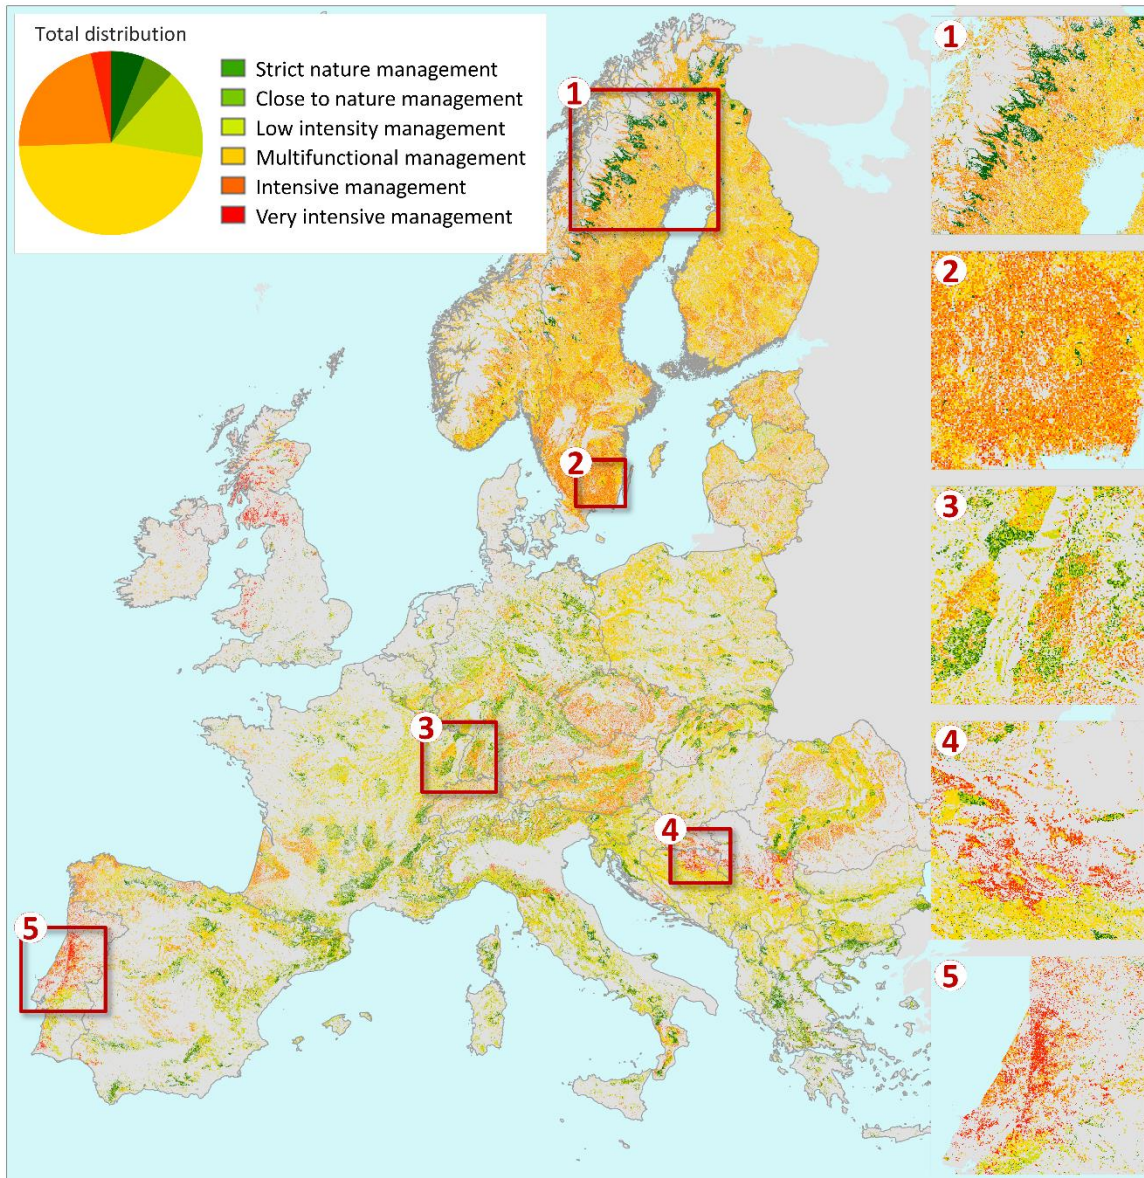 Total distribution
Strict nature management
Close to nature management
Low intensity management
Multifunctional management
Intensive management
Very intensive management
1
2
3
4
5
1
2
3
4
5